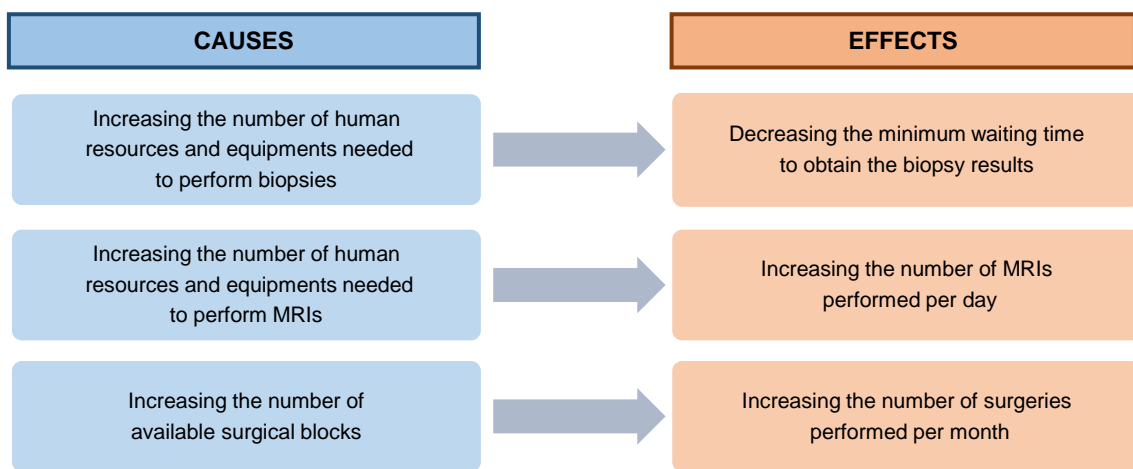 CAUSES
EFFECTS
Increasing the number of human
resources and equipments needed
to perform biopsies
Decreasing the minimum waiting time
to obtain the biopsy results
Increasing the number of human
resources and equipments needed
to perform MRIs
Increasing the number of MRIs
performed per day
Increasing the number of
available surgical blocks
Increasing the number of surgeries
performed per month